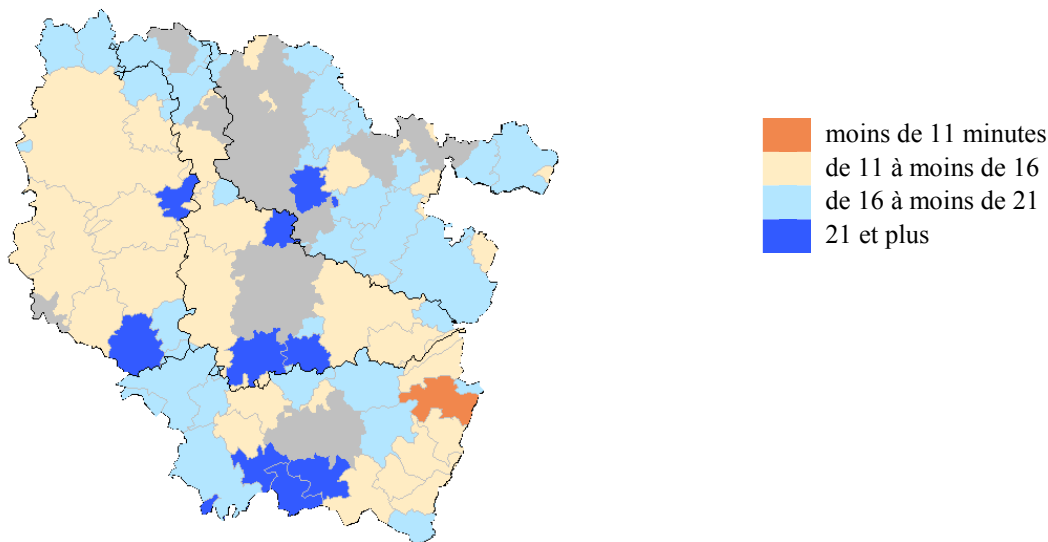 moins de 11 minutes
de 11 à moins de 16
de 16 à moins de 21
21 et plus